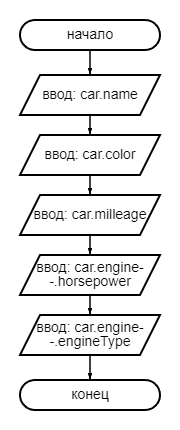 начало
ввод: car.name
ввод: car.color
ввод: car.milleage
ввод: car.engine-
-.horsepower
ввод: car.engine-
-.engineType
конец